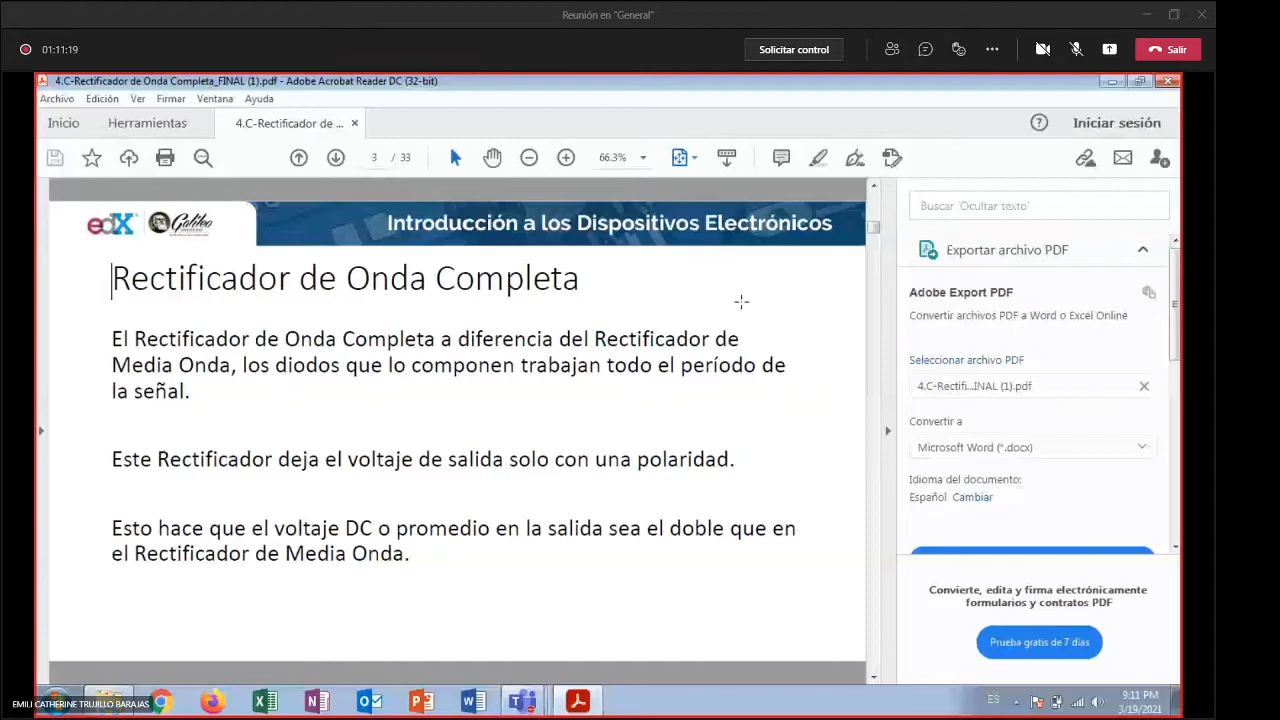 Reunión en "General"
01:11:19
Solicitar control
Salir
4.C-Rectificador de Onda Completa_FINAL (1).pdf - Adobe Acrobat Reader DC (32-bit)
Archivo Edición Ver Firmar Ventana Ayuda
Inicio Herramientas 4.C-Rectificador de ... Iniciar sesión
3 / 33 66.3%
edX Galileo Introducción a los Dispositivos Electrónicos
Rectificador de Onda Completa
El Rectificador de Onda Completa a diferencia del Rectificador de
Media Onda, los diodos que lo componen trabajan todo el período de
la señal.
Este Rectificador deja el voltaje de salida solo con una polaridad.
Esto hace que el voltaje DC o promedio en la salida sea el doble que en
el Rectificador de Media Onda.
Buscar 'Ocultar texto'
Exportar archivo PDF
Adobe Export PDF
Convertir archivos PDF a Word o Excel Online
Seleccionar archivo PDF
4.C-Rectifi...INAL (1).pdf
Convertir a
Microsoft Word (*.docx)
Idioma del documento:
Español Cambiar
Convierte, edita y firma electrónicamente
formularios y contratos PDF
Prueba gratis de 7 días
EMILI CATHERINE TRUJILLO BARAJAS
ES
9:11 PM
3/19/2021